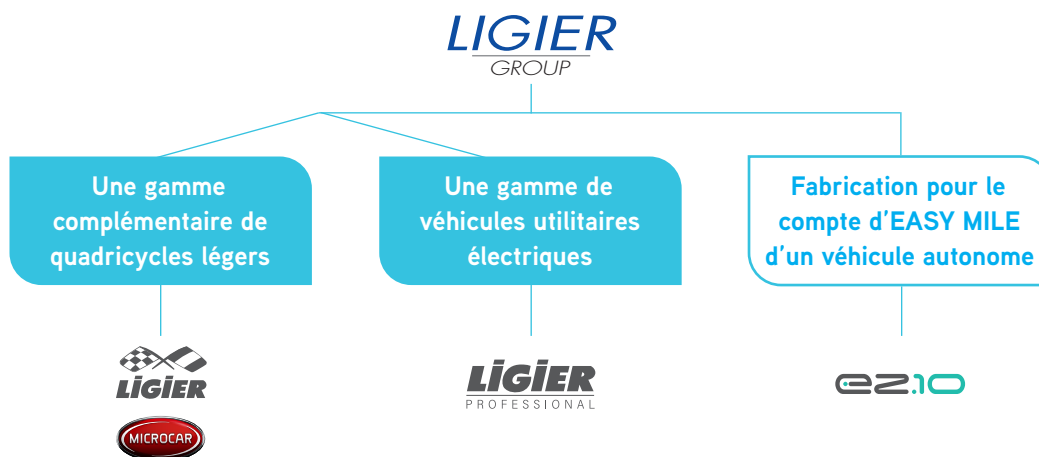 LIGIER
GROUP
Une gamme
complémentaire de
quadricycles légers
Une gamme de
véhicules utilitaires
électriques
Fabrication pour le
compte d'EASY MILE
d'un véhicule autonome
LiGiER
MICROCAR
LiGiER
PROFESSIONAL
ez10